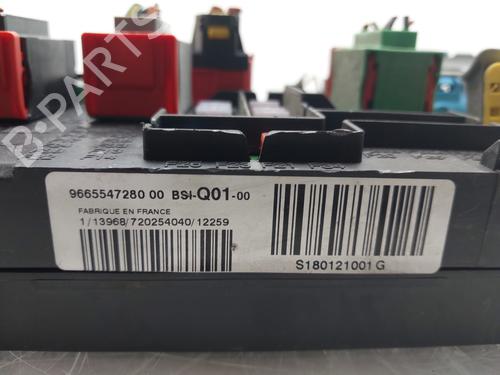 B-PARTS
9665547280 00 BSI-Q01-00
FABRIQUE EN FRANCE
1/13968/720254040/12259
S180121001 G